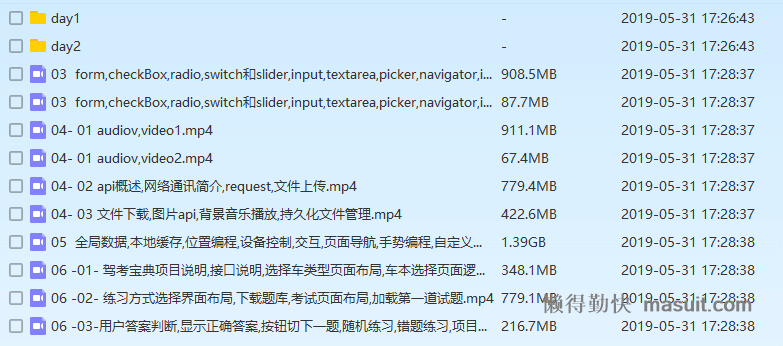 day1 - 2019-05-31 17:26:43
day2 - 2019-05-31 17:26:43
03 form,checkBox,radio,switch和slider,input,textarea,picker,navigator,i... 908.5MB 2019-05-31 17:28:37
03 form,checkBox,radio,switch和slider,input,textarea,picker,navigator,i... 87.7MB 2019-05-31 17:28:37
04- 01 audiov,video1.mp4 911.1MB 2019-05-31 17:28:37
04- 01 audiov,video2.mp4 67.4MB 2019-05-31 17:28:37
04- 02 api概述,网络通讯简介,request,文件上传.mp4 779.4MB 2019-05-31 17:28:37
04- 03 文件下载,图片api,背景音乐播放,持久化文件管理.mp4 422.6MB 2019-05-31 17:28:37
05 全局数据,本地缓存,位置编程,设备控制,交互,页面导航,手势编程,自定义... 1.39GB 2019-05-31 17:28:38
06 -01- 驾考宝典项目说明,接口说明,选择车类型页面布局,车本选择页面逻... 348.1MB 2019-05-31 17:28:38
06 -02- 练习方式选择界面布局,下载题库,考试页面布局,加载第一道试题.mp4 779.1MB 2019-05-31 17:28:38
懒得勤快 masuit.com
06 -03-用户答案判断,显示正确答案,按钮切下一题,随机练习,错题练习,项目... 216.7MB 2019-05-31 17:28:38